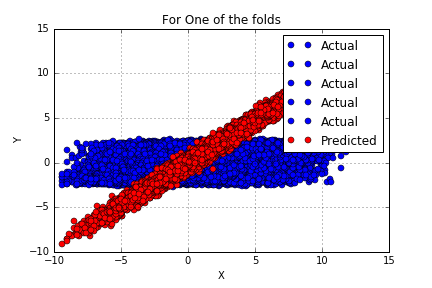 For One of the folds
15
10
5
0
−5
−10
Y
−10
−5
0
5
10
15
X
Actual
Actual
Actual
Actual
Actual
Predicted